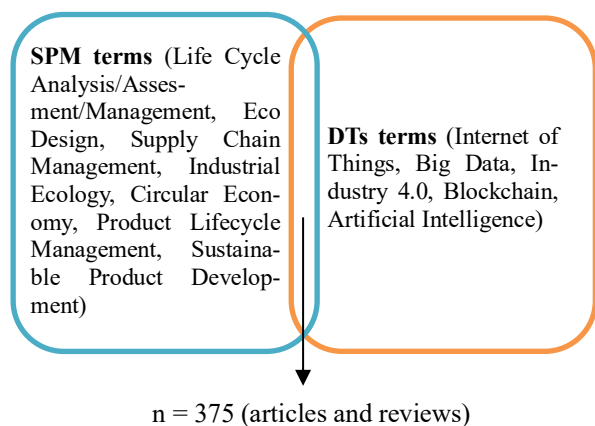 SPM terms (Life Cycle
Analysis/Asses-
ment/Management, Eco
Design, Supply Chain
Management, Industrial
Ecology, Circular Econ-
omy, Product Lifecycle
Management, Sustaina-
ble Product Develop-
ment)
DTs terms (Internet of
Things, Big Data, In-
dustry 4.0, Blockchain,
Artificial Intelligence)
n = 375 (articles and reviews)